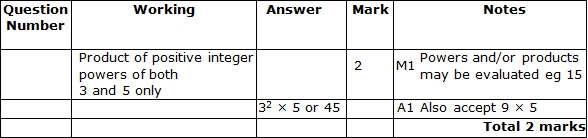 Question Number Working Answer Mark Notes
Product of positive integer powers of both 3 and 5 only 2 M1 Powers and/or products may be evaluated eg 15
3² × 5 or 45 A1 Also accept 9 × 5
Total 2 marks